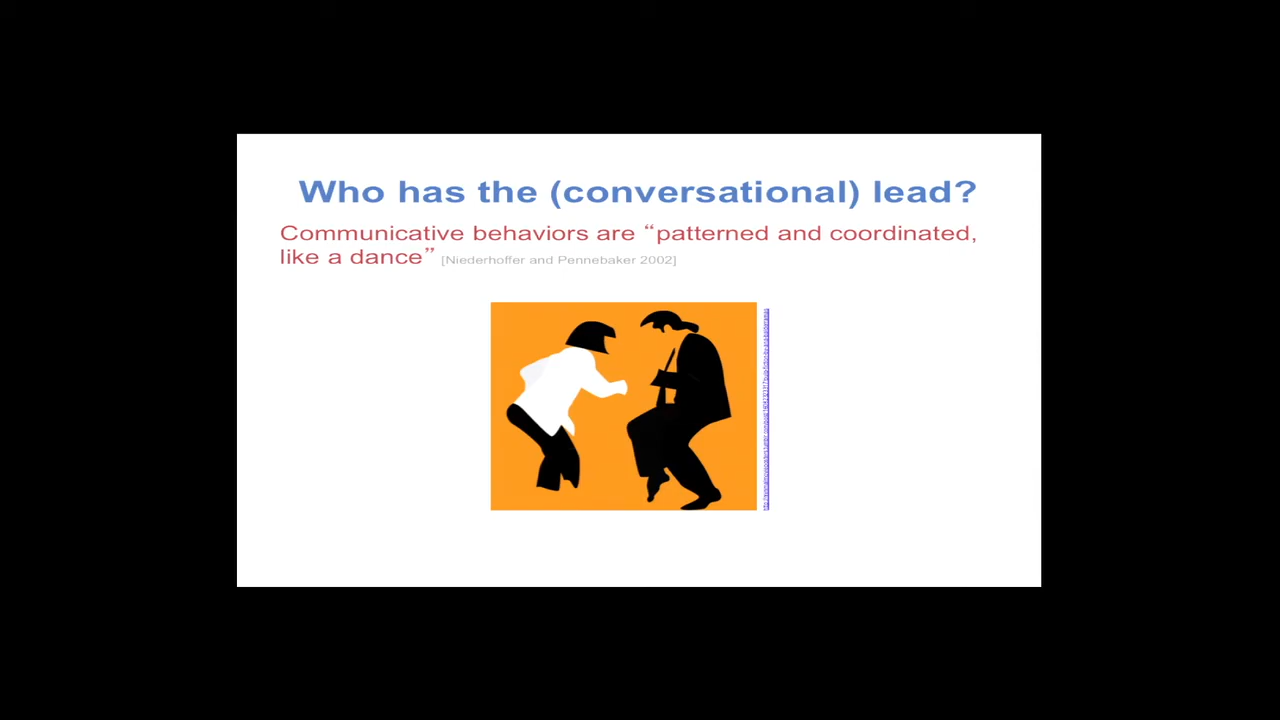 Who has the (conversational) lead?
Communicative behaviors are “patterned and coordinated,
like a dance” [Niederhoffer and Pennebaker 2002]